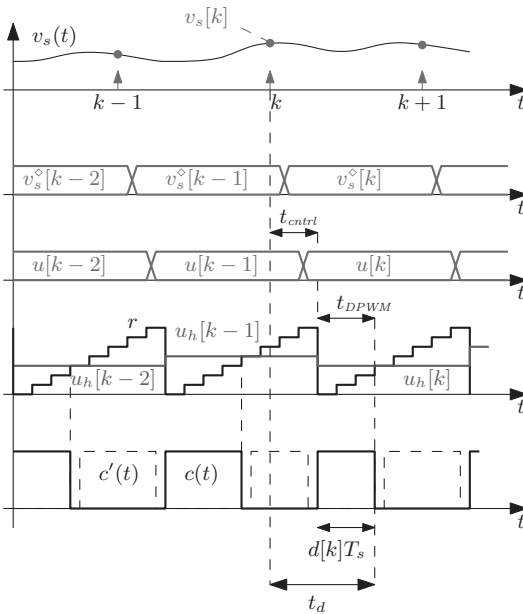 v_s[k]
v_s(t)
k − 1 k k + 1 t
v_s^◇[k − 2] v_s^◇[k − 1] v_s^◇[k] t
t_cntrl
u[k − 2] u[k − 1] u[k] t
t_DPWM
r u_h[k − 1]
u_h[k − 2] u_h[k] t
c′(t) c(t)
t
d[k]T_s
t_d